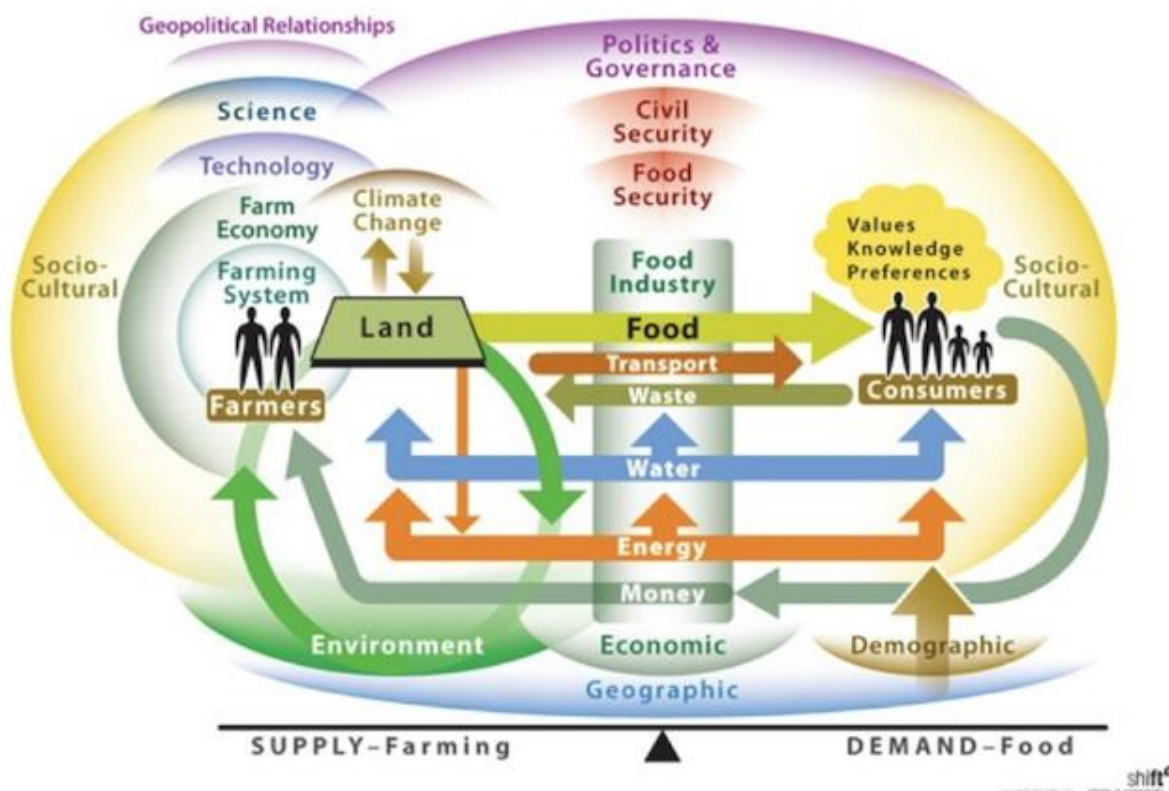 Geopolitical Relationships
Politics &
Governance
Science
Civil
Security
Technology
Food
Security
Climate
Change
Farm
Economy
Values
Knowledge
Preferences
Socio-
Cultural
Farming
System
Food
Industry
Socio-
Cultural
Land
Food
Transport
Farmers
Waste
Consumers
Water
Energy
Money
Environment
Economic
Demographic
Geographic
SUPPLY–Farming
DEMAND–Food
shift